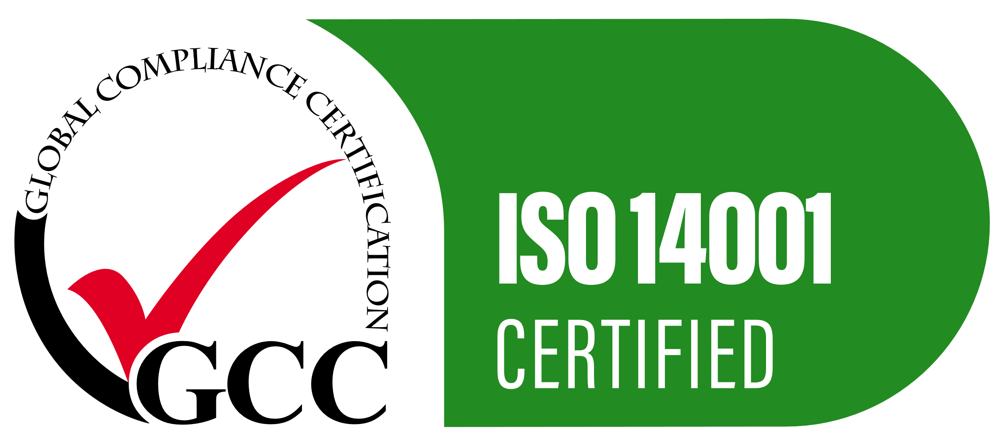 GLOBAL COMPLIANCE CERTIFICATION
GCC
ISO 14001
CERTIFIED